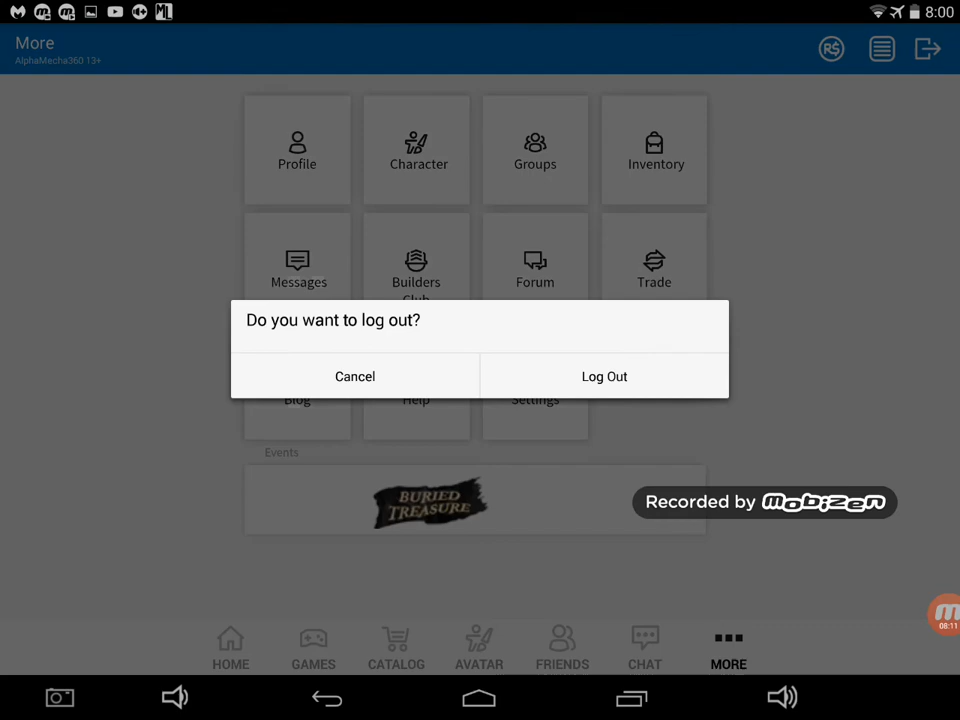 8:00
More
AlphaMecha360 13+
R$
Profile
Character
Groups
Inventory
Messages
Builders
Club
Forum
Trade
Do you want to log out?
Cancel
Log Out
Blog
Help
Settings
Events
BURIED
TREASURE
Recorded by mobizen
08:11
HOME
GAMES
CATALOG
AVATAR
FRIENDS
CHAT
MORE